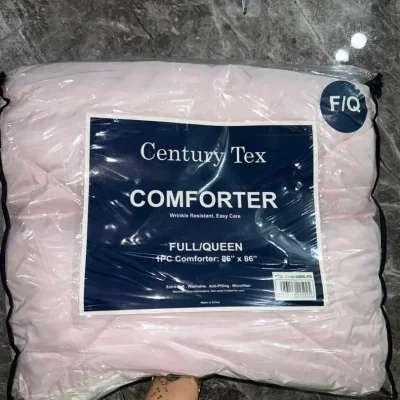 F/Q
Century Tex
COMFORTER
Wrinkle Resistant. Easy Care
FULL/QUEEN
1PC Comforter: 86" x 86"
Washable. Anti-Pilling. Microfiber
Made in China